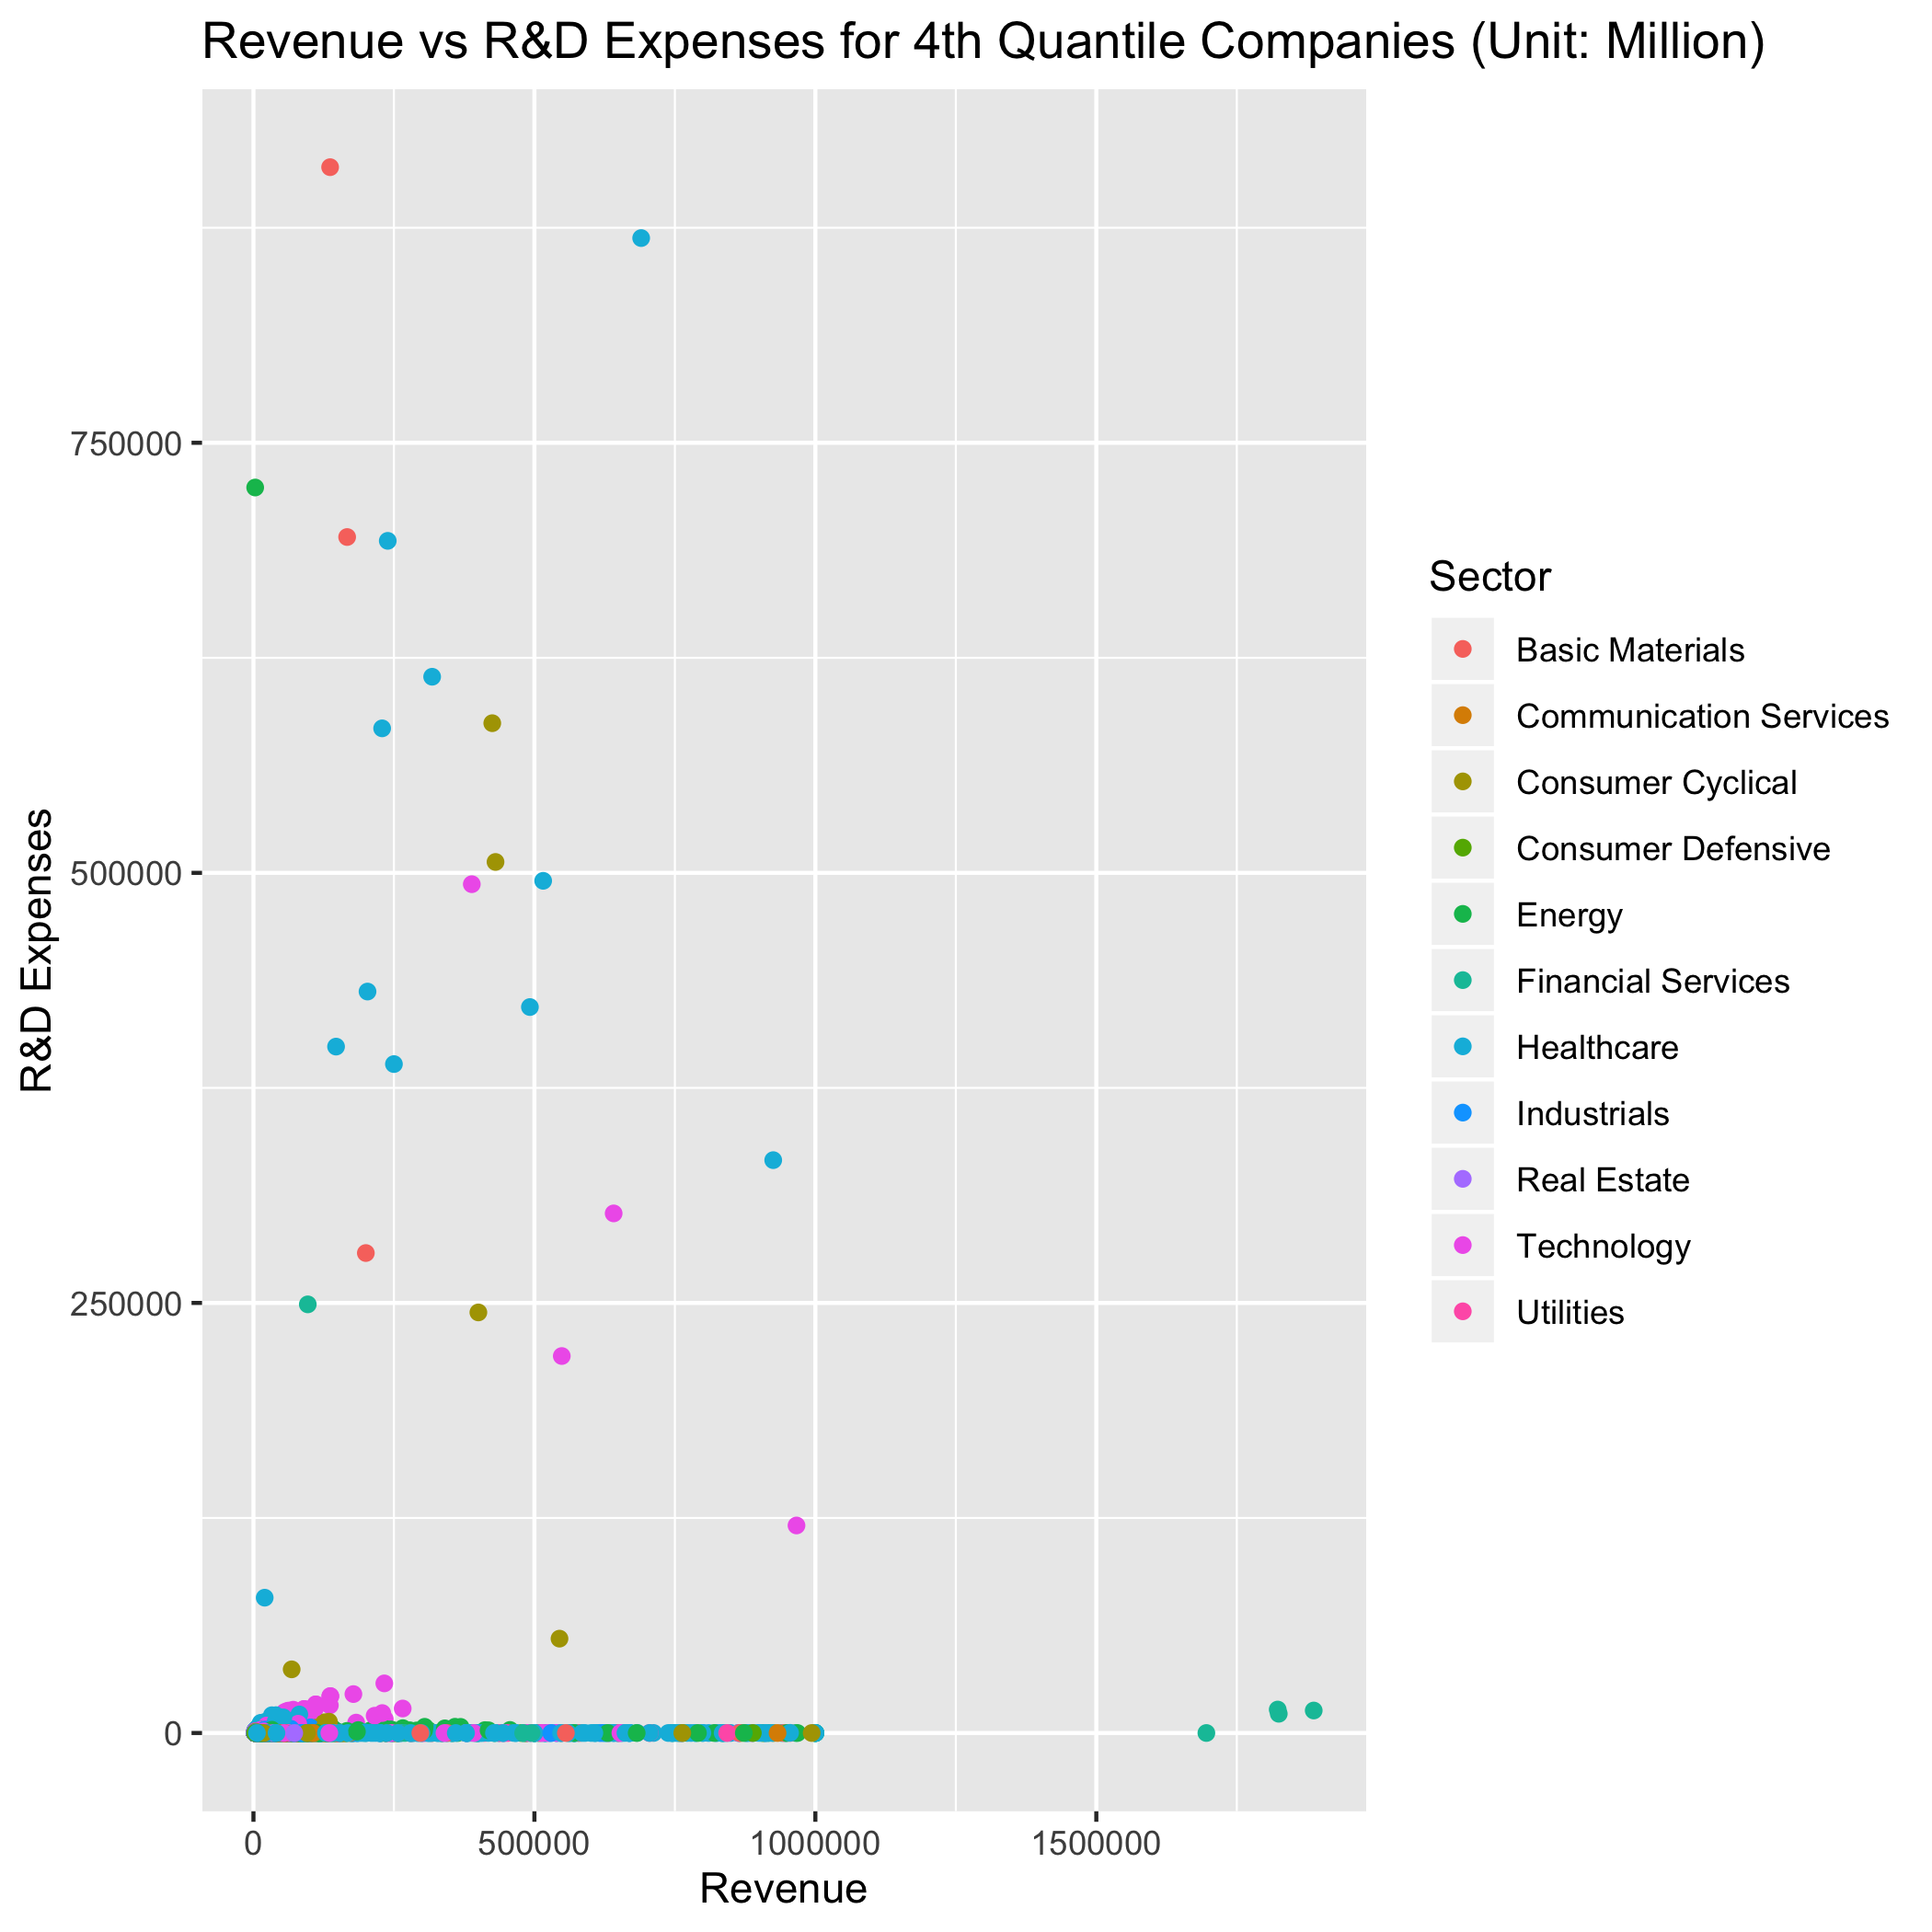 Revenue vs R&D Expenses for 4th Quantile Companies (Unit: Million)
R&D Expenses
750000
500000
250000
0
0 500000 1000000 1500000
Revenue
Sector
Basic Materials
Communication Services
Consumer Cyclical
Consumer Defensive
Energy
Financial Services
Healthcare
Industrials
Real Estate
Technology
Utilities